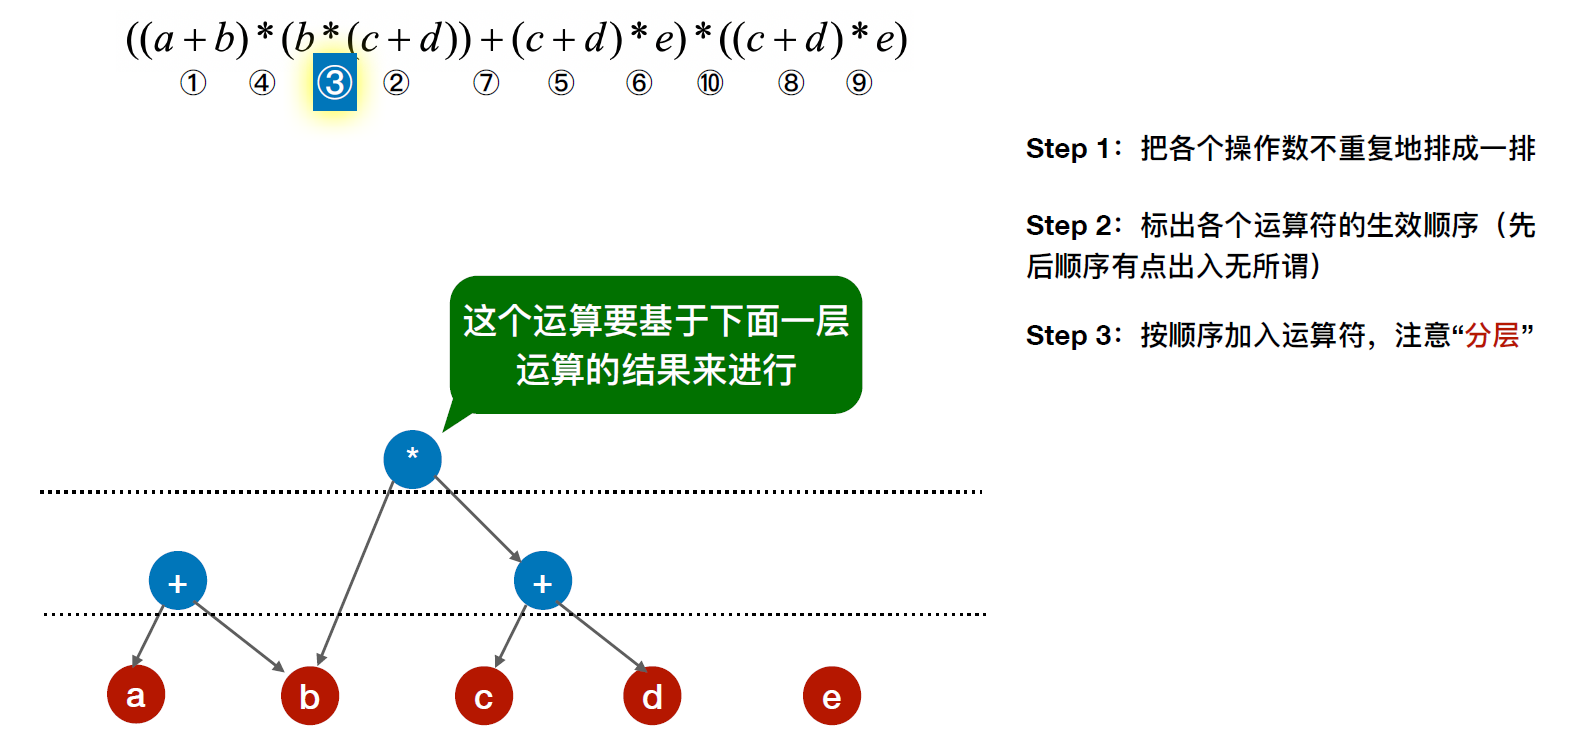 ((a + b) * (b * (c + d)) + (c + d) * e) * ((c + d) * e)
① ④ ③ ② ⑦ ⑤ ⑥ ⑩ ⑧ ⑨
Step 1：把各个操作数不重复地排成一排
Step 2：标出各个运算符的生效顺序（先
后顺序有点出入无所谓）
Step 3：按顺序加入运算符，注意“分层”
这个运算要基于下面一层
运算的结果来进行
*
+ +
a b c d e